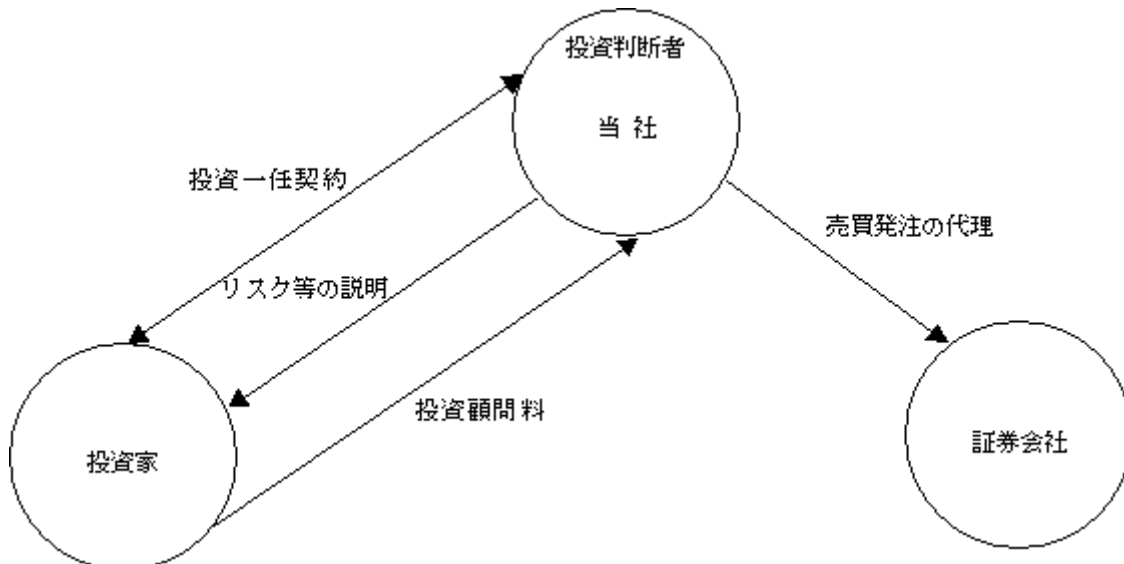 投資判断者
当 社
投資一任契約
売買発注の代理
リスク等の説明
投資顧問料
投資家
証券会社